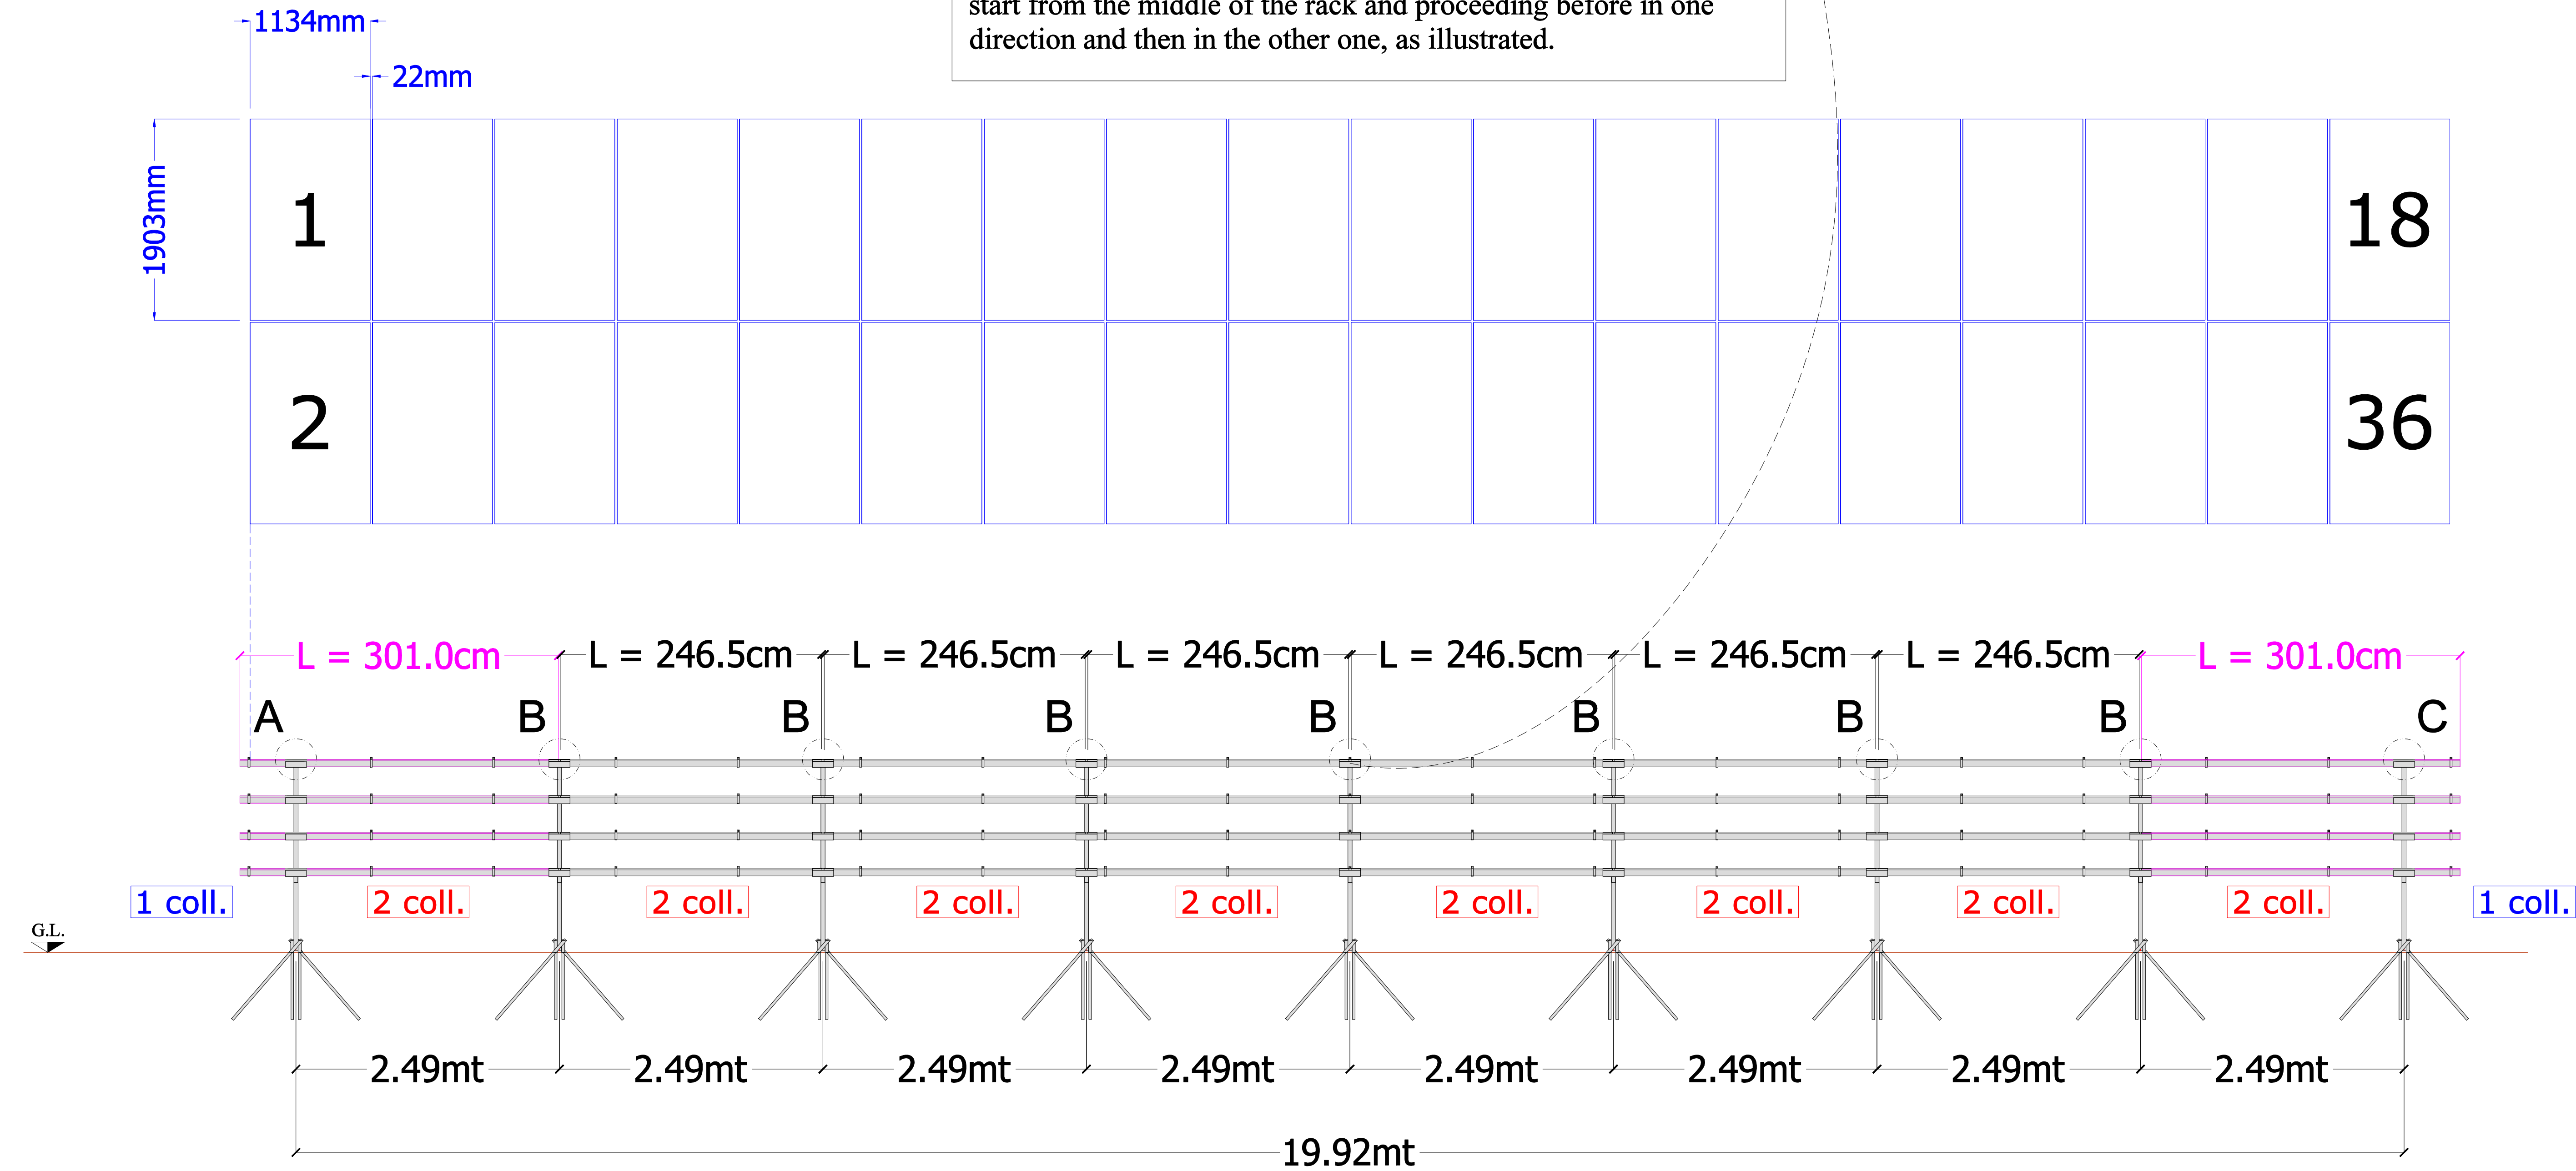 start from the middle of the rack and proceeding before in one
direction and then in the other one, as illustrated.
1134mm
22mm
1903mm
1
18
2
36
L = 301.0cm
L = 246.5cm
L = 246.5cm
L = 246.5cm
L = 246.5cm
L = 246.5cm
L = 246.5cm
L = 301.0cm
A
B
B
B
B
B
B
B
C
1 coll.
2 coll.
2 coll.
2 coll.
2 coll.
2 coll.
2 coll.
2 coll.
2 coll.
1 coll.
G.L.
2.49mt
2.49mt
2.49mt
2.49mt
2.49mt
2.49mt
2.49mt
2.49mt
19.92mt